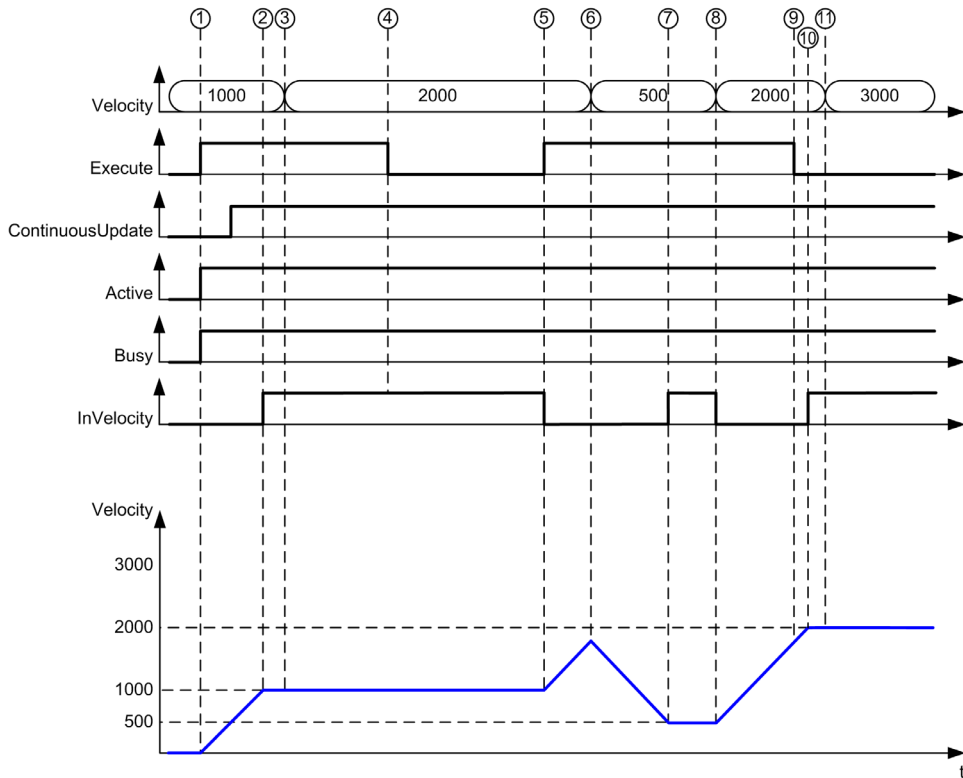 1 2 3 4 5 6 7 8 9 11
10
Velocity 1000 2000 500 2000 3000
Execute
ContinuousUpdate
Active
Busy
InVelocity
Velocity
3000
2000
1000
500
t